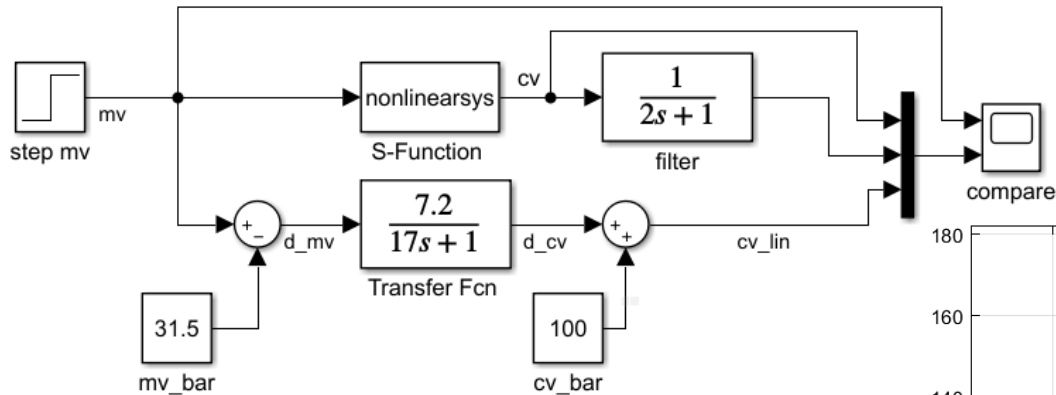 mv
step mv
nonlinearsys
S-Function
cv
1
2s + 1
filter
compare
+
−
d_mv
7.2
17s + 1
Transfer Fcn
d_cv
+
+
cv_lin
31.5
mv_bar
100
cv_bar
180
160